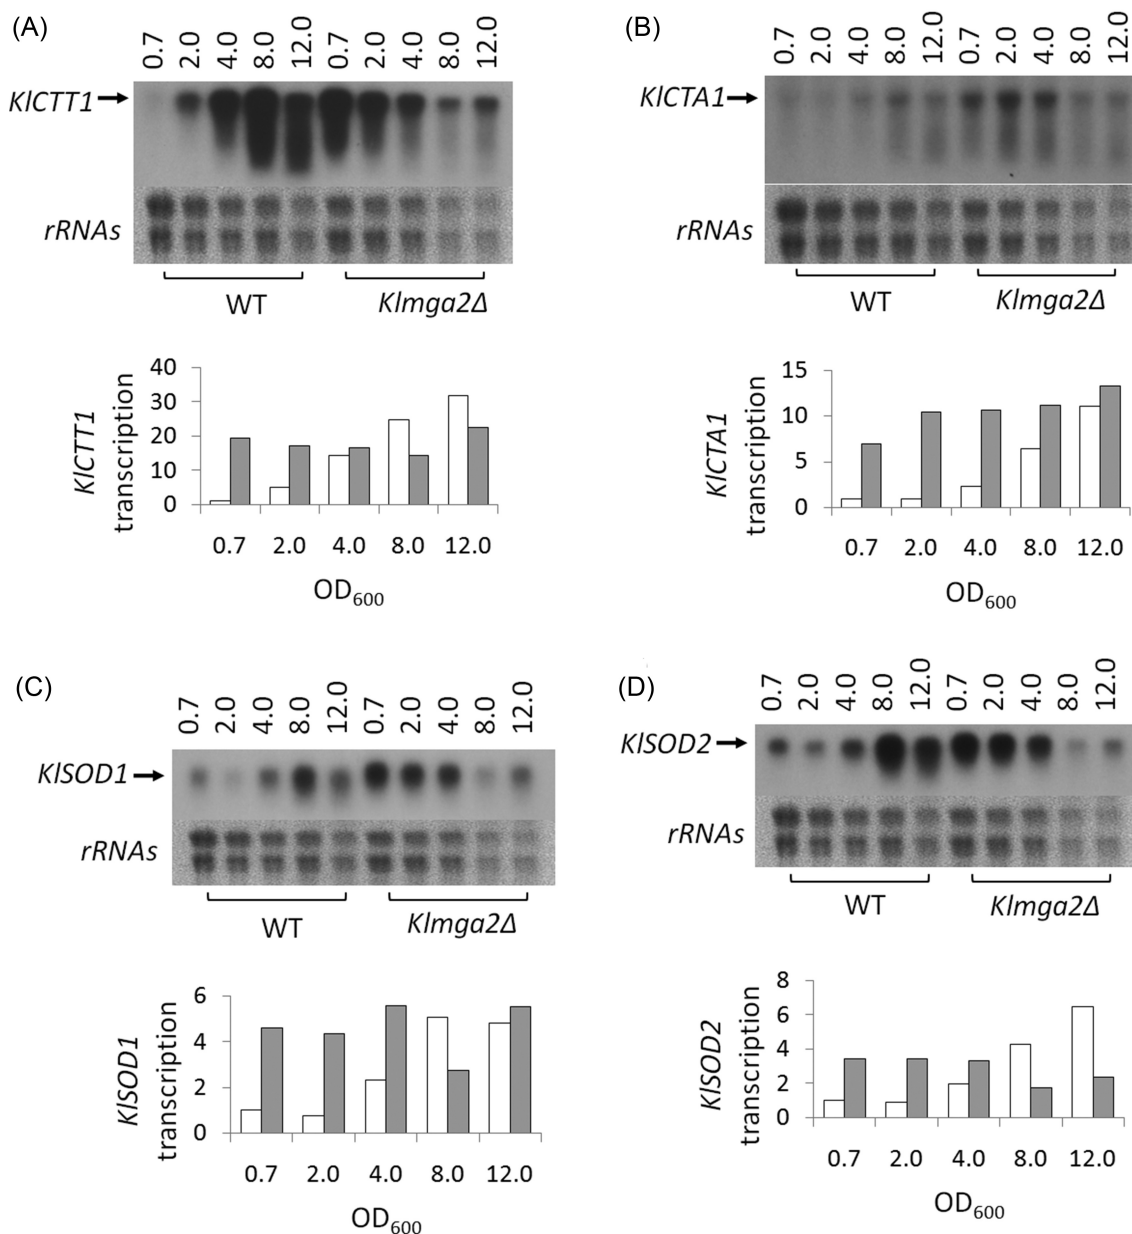 (A)
0.7 2.0 4.0 8.0 12.0 0.7 2.0 4.0 8.0 12.0
KlCTT1
rRNAs
WT
Klmga2Δ
KlCTT1
transcription
40
30
20
10
0
0.7 2.0 4.0 8.0 12.0
OD600
(B)
0.7 2.0 4.0 8.0 12.0 0.7 2.0 4.0 8.0 12.0
KlCTA1
rRNAs
WT
Klmga2Δ
KlCTA1
transcription
15
10
5
0
0.7 2.0 4.0 8.0 12.0
OD600
(C)
0.7 2.0 4.0 8.0 12.0 0.7 2.0 4.0 8.0 12.0
KlSOD1
rRNAs
WT
Klmga2Δ
KlSOD1
transcription
6
4
2
0
0.7 2.0 4.0 8.0 12.0
OD600
(D)
0.7 2.0 4.0 8.0 12.0 0.7 2.0 4.0 8.0 12.0
KlSOD2
rRNAs
WT
Klmga2Δ
KlSOD2
transcription
8
6
4
2
0
0.7 2.0 4.0 8.0 12.0
OD600